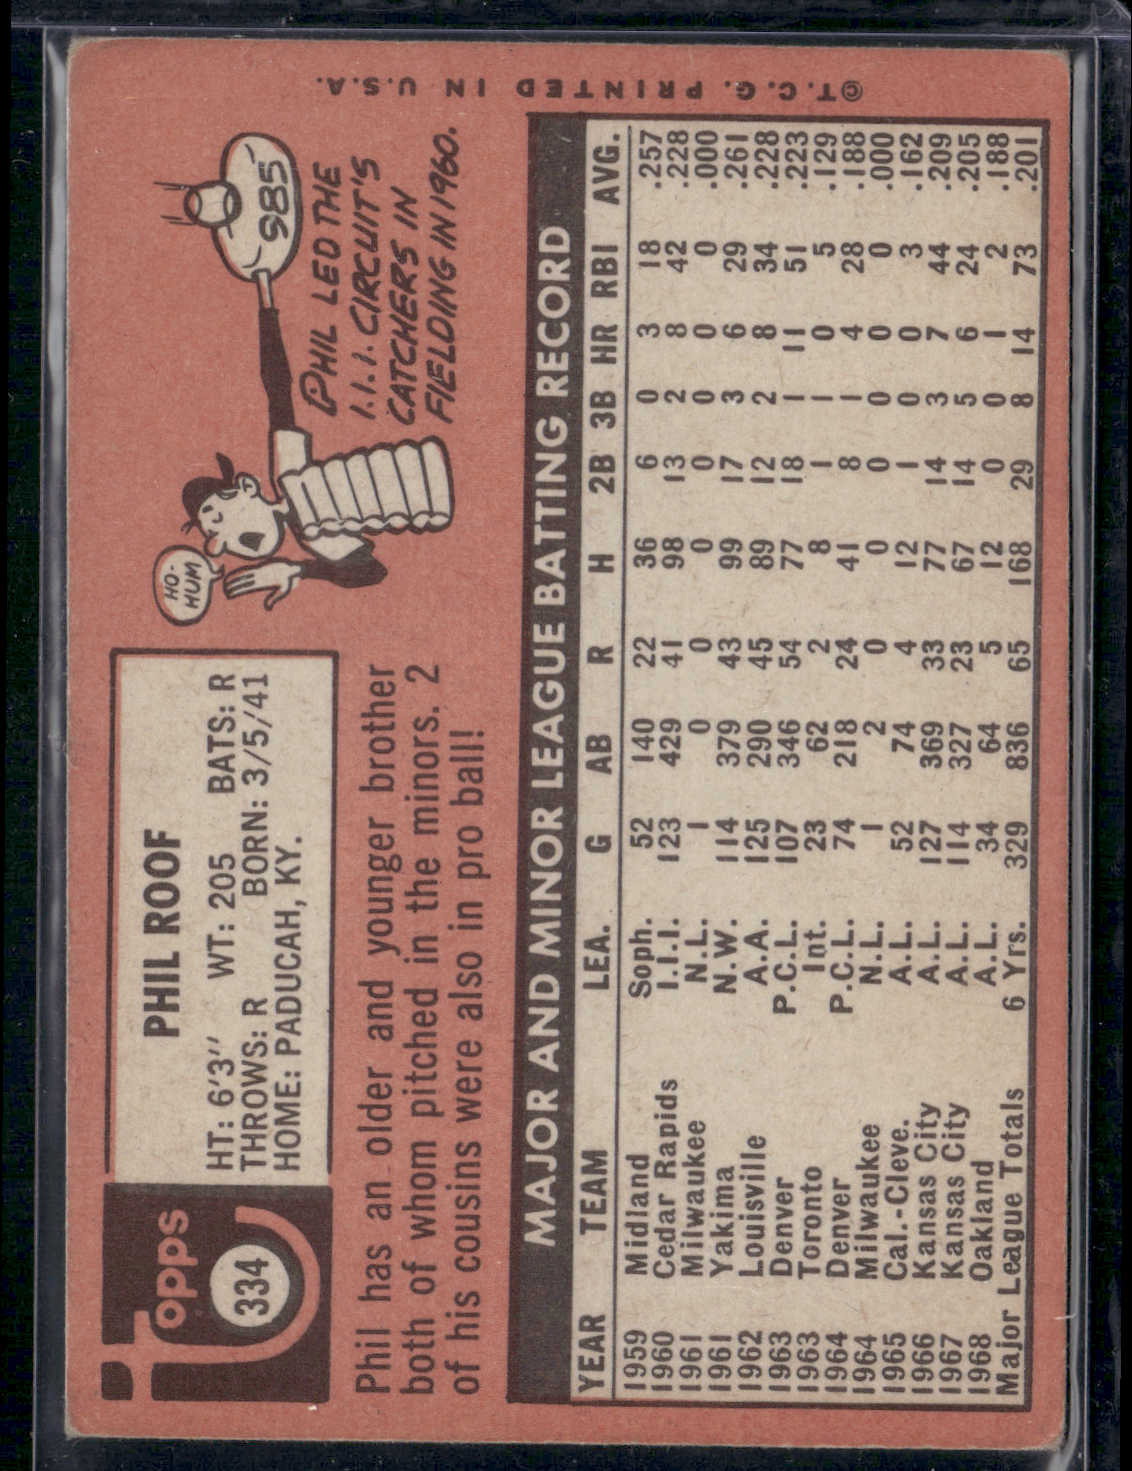 Topps
334
PHIL ROOF
HT: 6'3" WT: 205 BATS: R
THROWS: R BORN: 3/5/41
HOME: PADUCAH, KY.
Phil has an older and younger brother
both of whom pitched in the minors. 2
of his cousins were also in pro ball!
HO-
HUM
985
PHIL LED THE
I.I.I. CIRCUIT'S
CATCHERS IN
FIELDING IN 1960.
MAJOR AND MINOR LEAGUE BATTING RECORD
YEAR TEAM LEA. G AB R H 2B 3B HR RBI AVG.
1959 Midland Soph. 52 140 22 36 6 0 3 18 .257
1960 Cedar Rapids I.I.I. 123 429 41 98 13 2 8 42 .228
1961 Milwaukee N.L. 1 0 0 0 0 0 0 0 .000
1961 Yakima N.W. 114 379 43 99 17 3 6 29 .261
1962 Louisville A.A. 125 290 45 89 12 2 8 34 .228
1963 Denver P.C.L. 107 346 54 77 18 1 11 51 .223
1963 Toronto Int. 23 62 2 8 1 1 0 5 .129
1964 Denver P.C.L. 74 218 24 41 8 1 4 28 .188
1964 Milwaukee N.L. 1 2 0 0 0 0 0 0 .000
1965 Cal.-Cleve. A.L. 52 74 4 12 1 0 0 3 .162
1966 Kansas City A.L. 127 369 33 77 14 3 7 44 .209
1967 Kansas City A.L. 114 327 23 67 14 5 6 24 .205
1968 Oakland A.L. 34 64 5 12 0 0 1 2 .188
Major League Totals 6 Yrs. 329 836 65 168 29 8 14 73 .201
©T.C.G. PRINTED IN U.S.A.